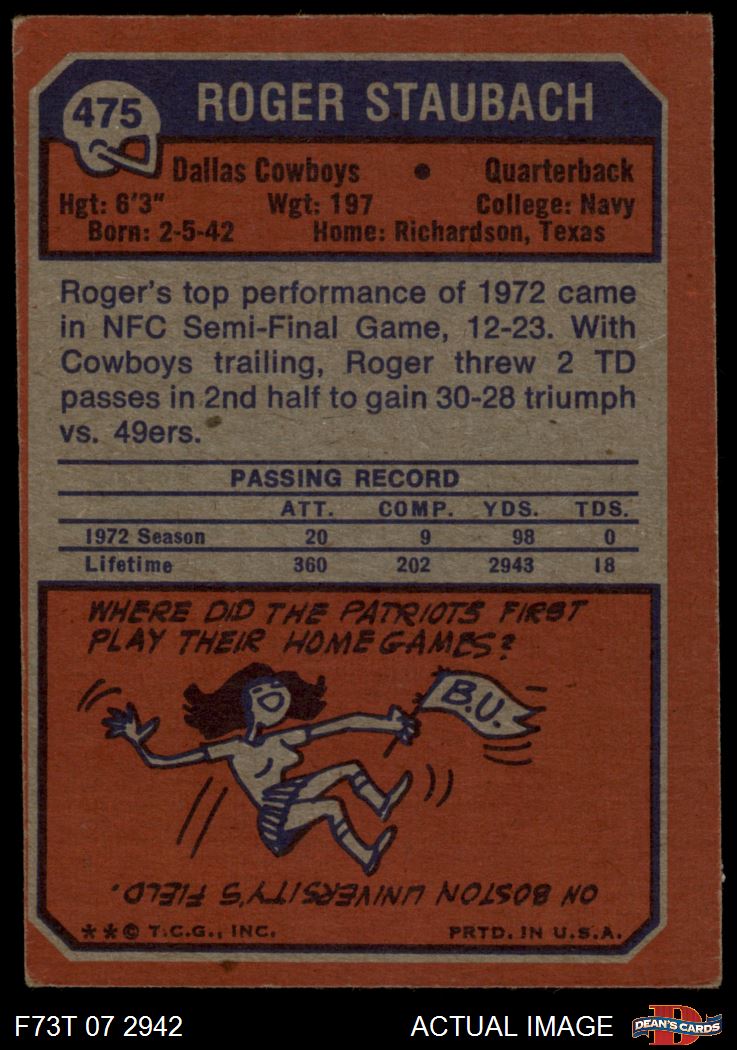 475
ROGER STAUBACH
Dallas Cowboys • Quarterback
Hgt: 6'3" Wgt: 197 College: Navy
Born: 2-5-42 Home: Richardson, Texas
Roger's top performance of 1972 came
in NFC Semi-Final Game, 12-23. With
Cowboys trailing, Roger threw 2 TD
passes in 2nd half to gain 30-28 triumph
vs. 49ers.
PASSING RECORD
ATT. COMP. YDS. TDS.
1972 Season 20 9 98 0
Lifetime 360 202 2943 18
WHERE DID THE PATRIOTS FIRST
PLAY THEIR HOME GAMES?
B.U.
ON BOSTON UNIVERSITY'S FIELD.
**© T.C.G., INC. PRTD. IN U.S.A.
F73T 07 2942 ACTUAL IMAGE
D
DEAN'S CARDS